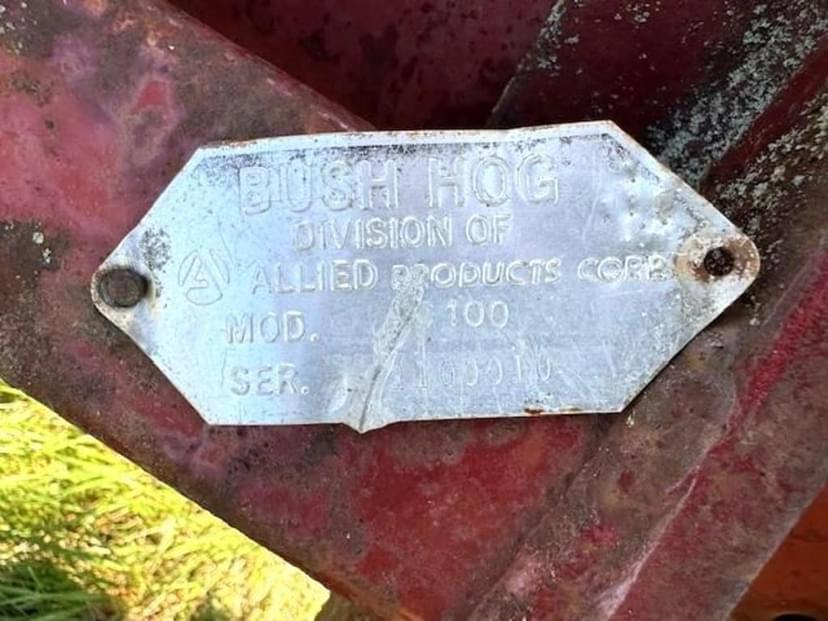 BUSH HOG
DIVISION OF
A ALLIED PRODUCTS CORP.
MOD. 100
SER.